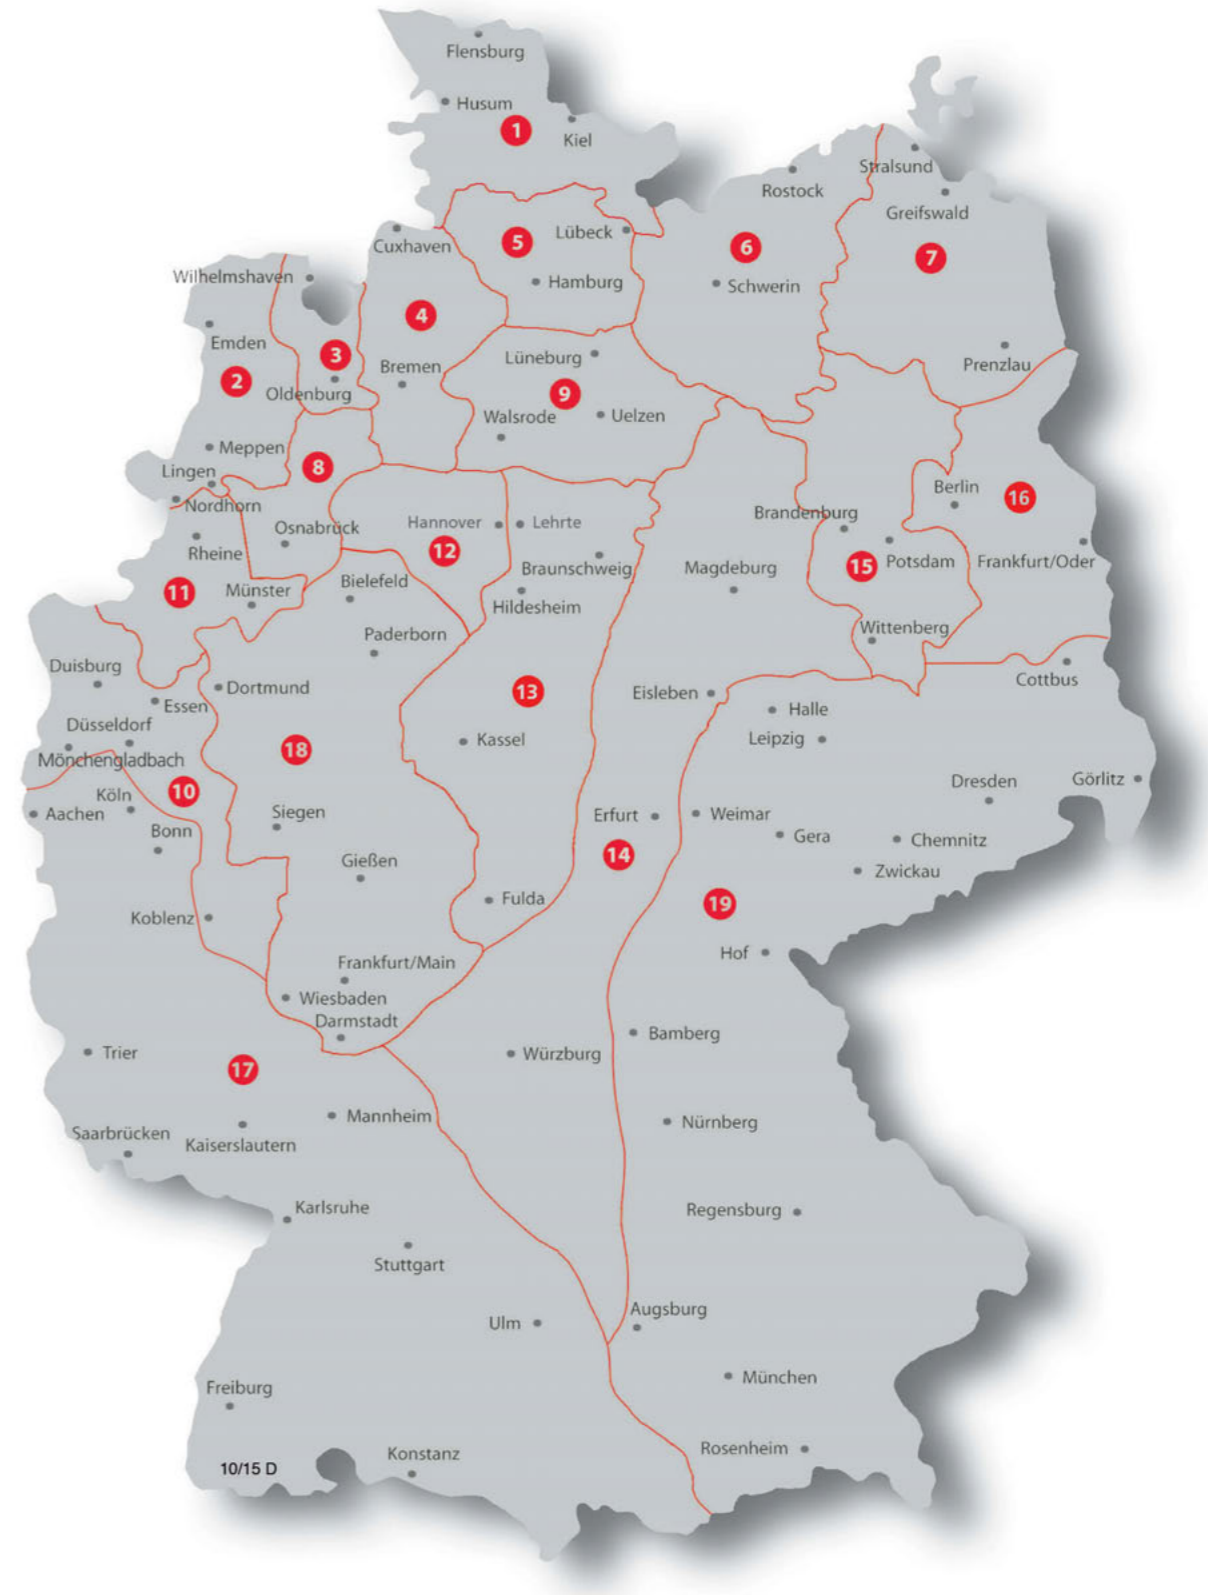 Flensburg
Husum
1
Kiel
Stralsund
Rostock
Greifswald
Cuxhaven
5
Lübeck
6
7
Wilhelmshaven
Hamburg
Schwerin
4
Emden
3
Lüneburg
Prenzlau
Bremen
2
Oldenburg
9
Walsrode
Uelzen
Meppen
8
Lingen
Berlin
16
Nordhorn
Brandenburg
Osnabrück
Hannover
Lehrte
Rheine
12
Potsdam
Frankfurt/Oder
15
Braunschweig
Magdeburg
Bielefeld
11
Münster
Hildesheim
Paderborn
Wittenberg
Duisburg
Cottbus
Dortmund
13
Eisleben
Essen
Halle
Düsseldorf
18
Kassel
Leipzig
Mönchengladbach
Dresden
Görlitz
10
Köln
Aachen
Siegen
Erfurt
Weimar
Bonn
Gera
Chemnitz
14
Gießen
Zwickau
Fulda
19
Koblenz
Hof
Frankfurt/Main
Wiesbaden
Darmstadt
Bamberg
Trier
Würzburg
17
Mannheim
Nürnberg
Saarbrücken
Kaiserslautern
Karlsruhe
Regensburg
Stuttgart
Augsburg
Ulm
München
Freiburg
Rosenheim
Konstanz
10/15 D